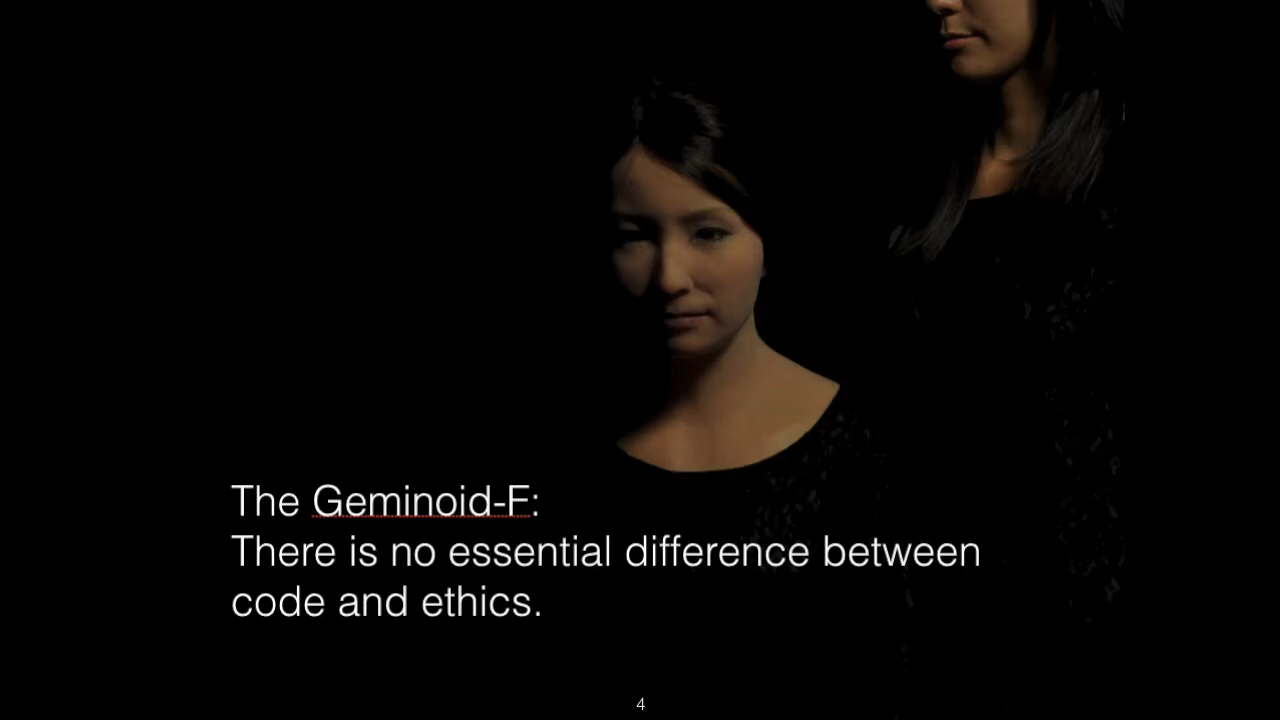 The Geminoid-F:
There is no essential difference between
code and ethics.
4